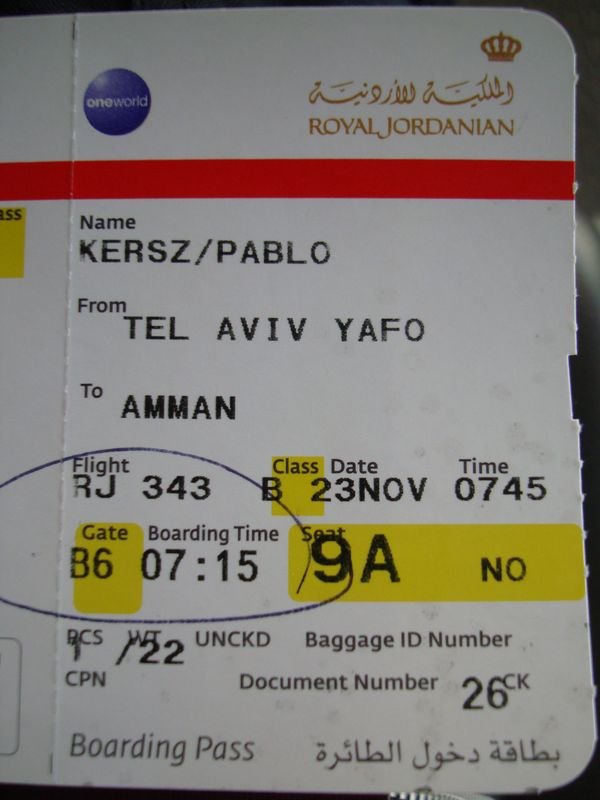 oneworld
الملكية الأردنية
ROYAL JORDANIAN
ass
Name
KERSZ/PABLO
From
TEL AVIV YAFO
To
AMMAN
Flight Class Date Time
RJ 343 B 23NOV 0745
Gate Boarding Time Seat
B6 07:15 9A NO
PCS WT UNCKD Baggage ID Number
1 /22
CPN Document Number CK
26
Boarding Pass بطاقة دخول الطائرة